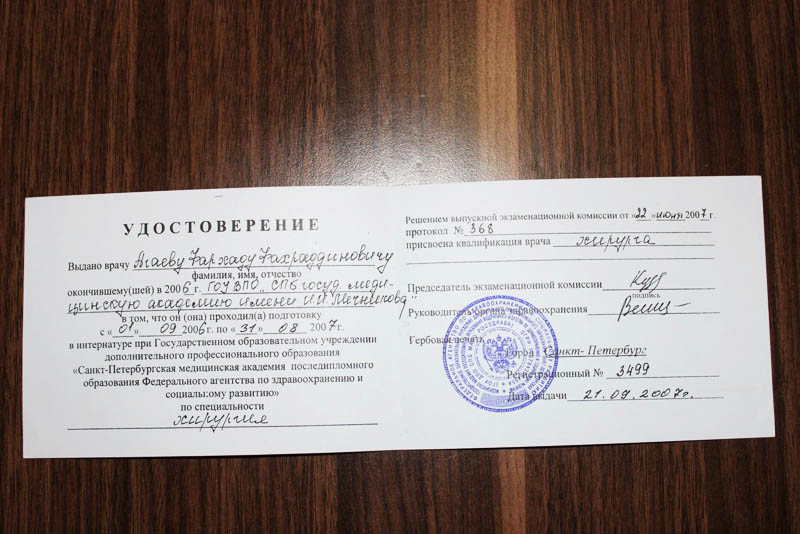 УДОСТОВЕРЕНИЕ
Выдано врачу Агаеву Фархаду Фахраддиновичу
фамилия, имя, отчество
окончившему(шей) в 2006 г. ГОУ ВПО „СПб госуд. меди-
цинскую академию имени И.И. Мечникова"
в том, что он (она) проходил(а) подготовку
с «01» 09 2006г. по «31» 08 2007г.
в интернатуре при Государственном образовательном учреждении
дополнительного профессионального образования
«Санкт-Петербургская медицинская академия последипломного
образования Федерального агентства по здравоохранению и
социальному развитию»
по специальности
хирургия
Решением выпускной экзаменационной комиссии от «22» июня 2007г.
протокол № 368
присвоена квалификация врача хирурга
Председатель экзаменационной комиссии
подпись
Руководитель органа здравоохранения
Гербовая печать
Город Санкт- Петербург
Регистрационный № 3499
Дата выдачи 21.09.2007г.